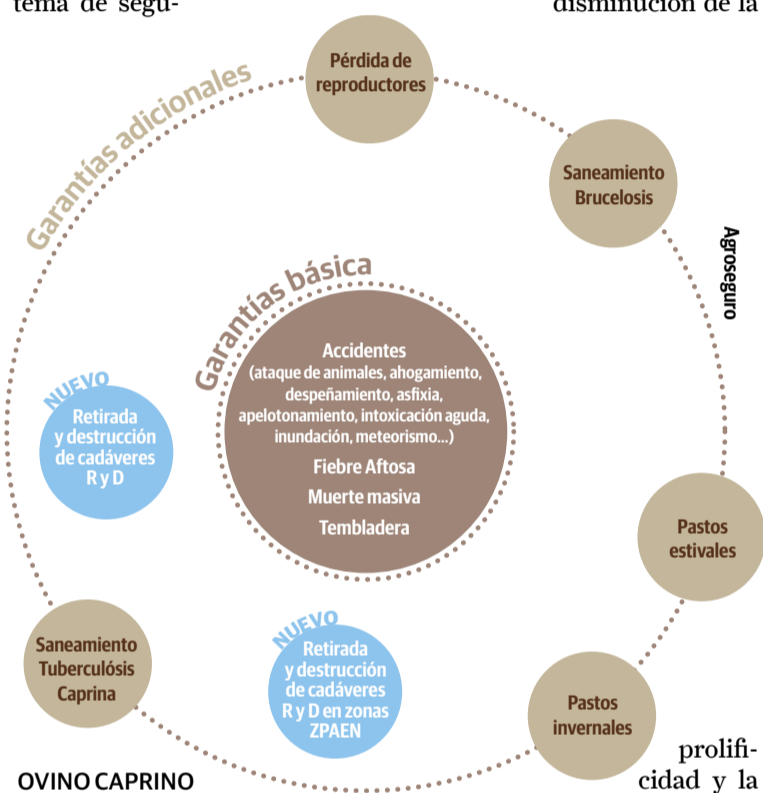 tema de segu-
disminución de la
Garantías adicionales
Pérdida de
reproductores
Saneamiento
Brucelosis
Agroseguro
Garantías básica
Accidentes
(ataque de animales, ahogamiento,
despeñamiento, asfixia,
apelotonamiento, intoxicación aguda,
inundación, meteorismo...)
Fiebre Aftosa
Muerte masiva
Tembladera
NUEVO
Retirada
y destrucción
de cadáveres
R y D
Pastos
estivales
Saneamiento
Tuberculósis
Caprina
NUEVO
Retirada
y destrucción
de cadáveres
R y D en zonas
ZPAEN
Pastos
invernales
OVINO CAPRINO
prolifi-
cidad y la